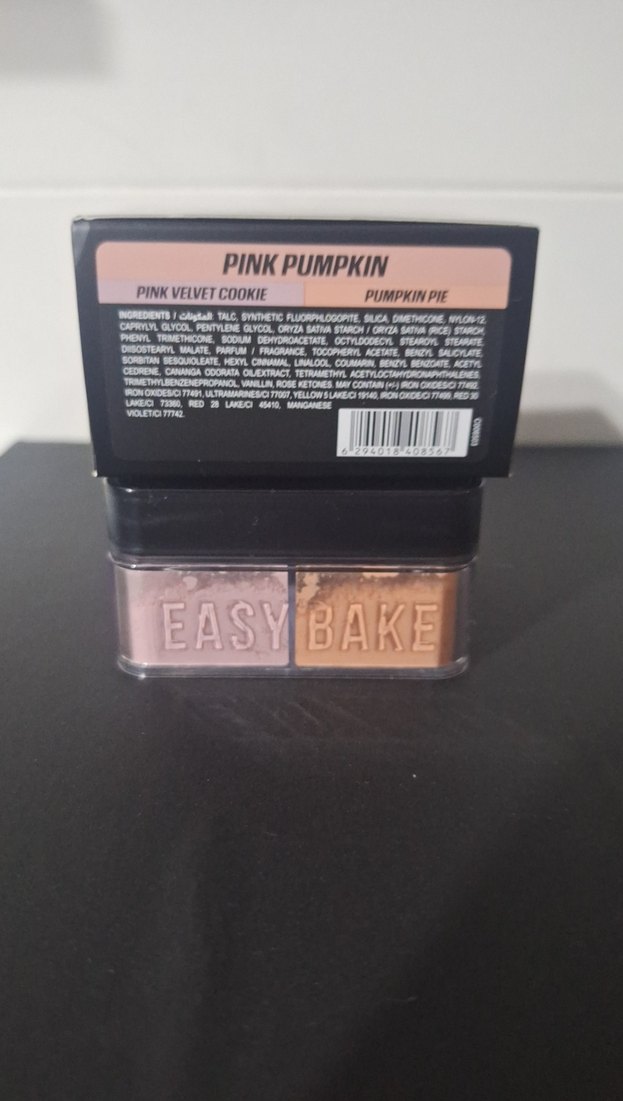 PINK PUMPKIN
PINK VELVET COOKIE PUMPKIN PIE
INGREDIENTS / المكونات: TALC, SYNTHETIC FLUORPHLOGOPITE, SILICA, DIMETHICONE, NYLON-12,
CAPRYLYL GLYCOL, PENTYLENE GLYCOL, ORYZA SATIVA STARCH / ORYZA SATIVA (RICE) STARCH,
PHENYL TRIMETHICONE, SODIUM DEHYDROACETATE, OCTYLDODECYL STEAROYL STEARATE,
DIISOSTEARYL MALATE, PARFUM / FRAGRANCE, TOCOPHERYL ACETATE, BENZYL SALICYLATE,
SORBITAN SESQUIOLEATE, HEXYL CINNAMAL, LINALOOL, COUMARIN, BENZYL BENZOATE, ACETYL
CEDRENE, CANANGA ODORATA OIL/EXTRACT, TETRAMETHYL ACETYLOCTAHYDRONAPHTHALENES,
TRIMETHYLBENZENEPROPANOL, VANILLIN, ROSE KETONES. MAY CONTAIN (+/-) IRON OXIDES/CI 77492,
IRON OXIDES/CI 77491, ULTRAMARINES/CI 77007, YELLOW 5 LAKE/CI 19140, IRON OXIDE/CI 77499, RED 30
LAKE/CI 73360, RED 28 LAKE/CI 45410, MANGANESE
VIOLET/CI 77742.
6 294018 408567
EASY BAKE